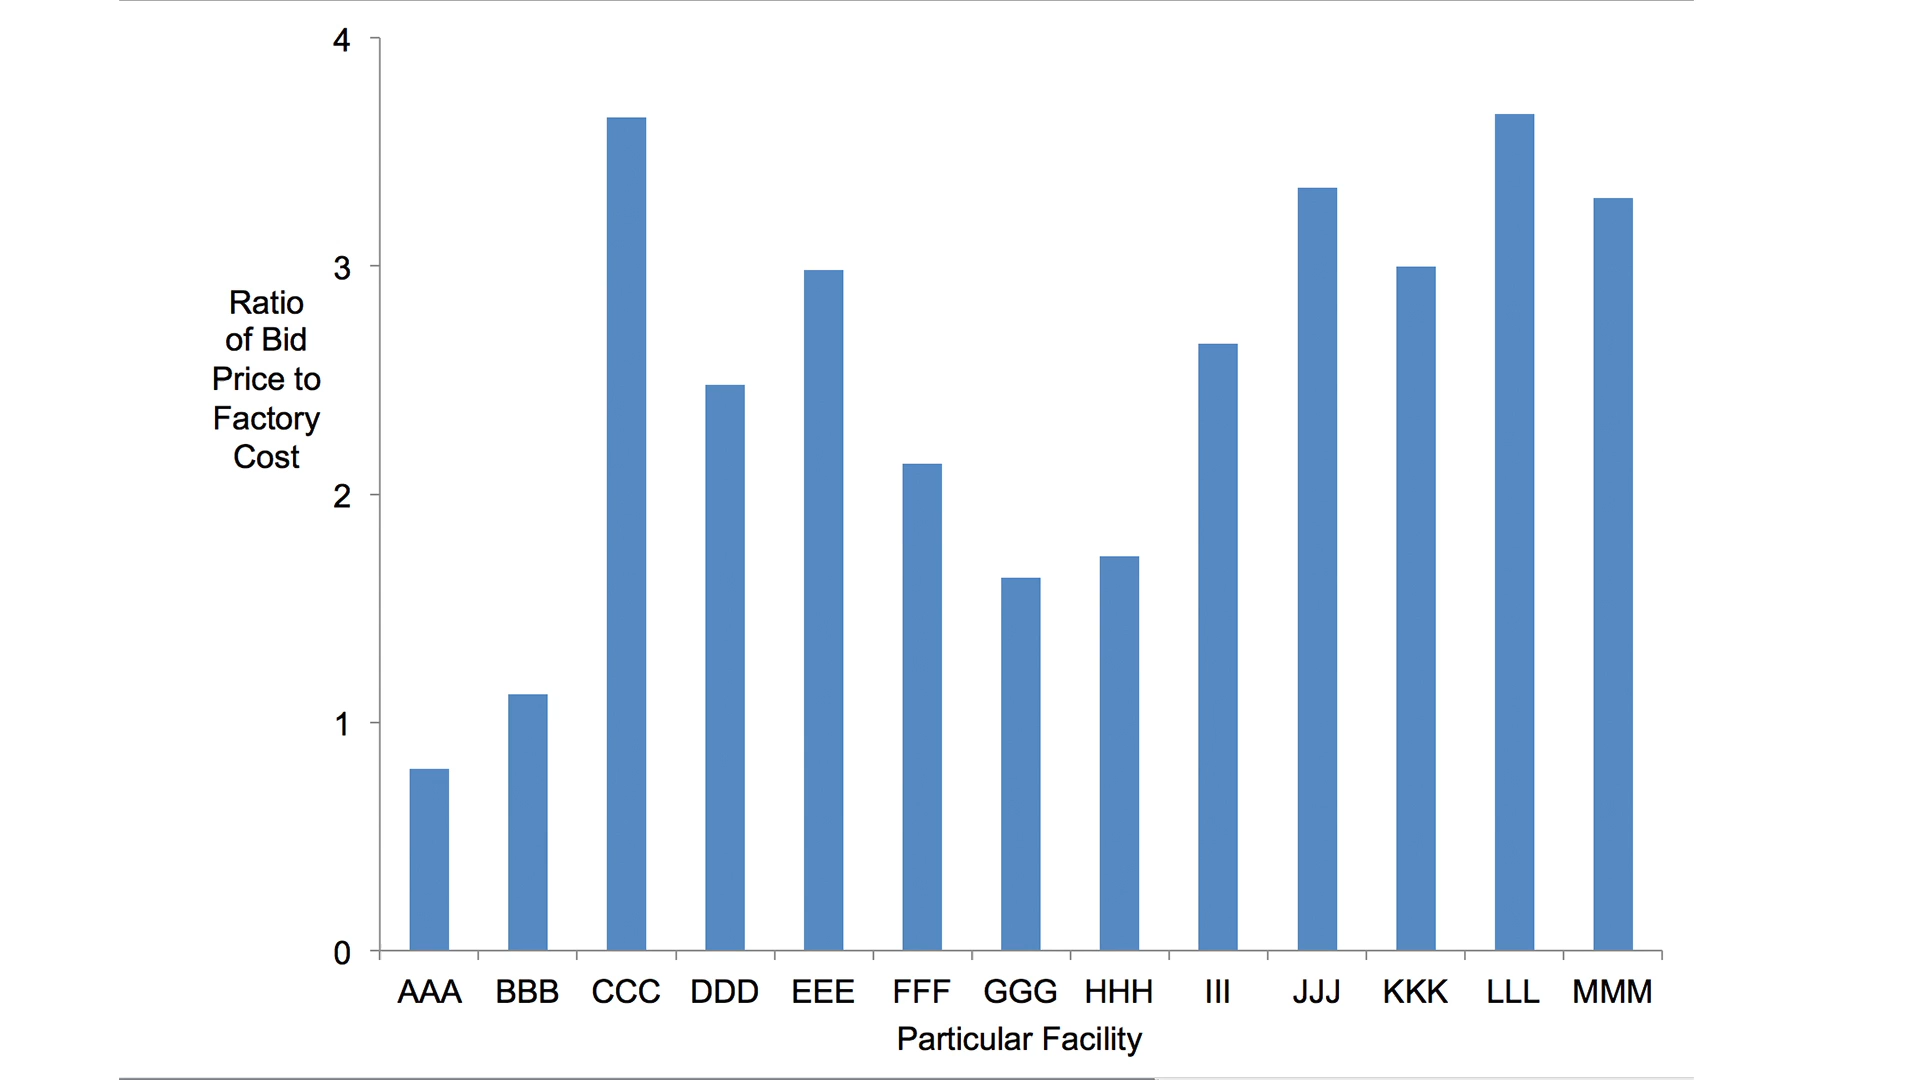 4
3
2
1
0
Ratio
of Bid
Price to
Factory
Cost
AAA BBB CCC DDD EEE FFF GGG HHH III JJJ KKK LLL MMM
Particular Facility